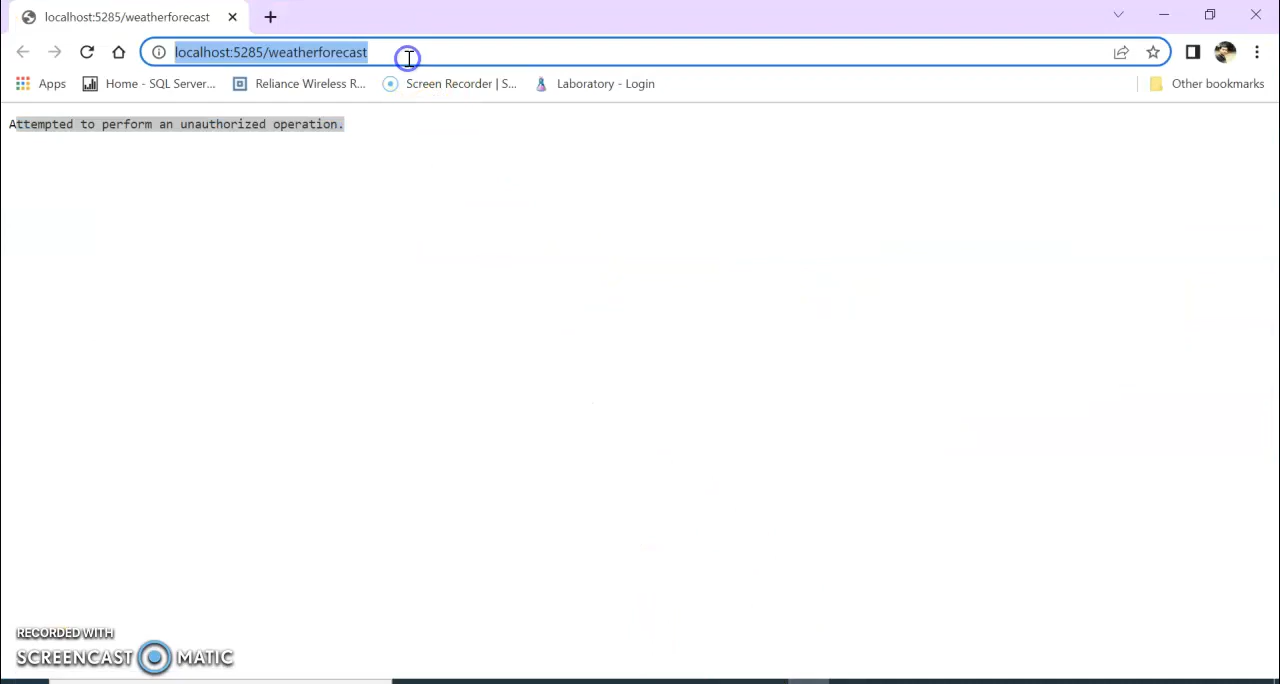 localhost:5285/weatherforecast
localhost:5285/weatherforecast
Apps
Home - SQL Server...
Reliance Wireless R...
Screen Recorder | S...
Laboratory - Login
Other bookmarks
Attempted to perform an unauthorized operation.
RECORDED WITH
SCREENCAST MATIC